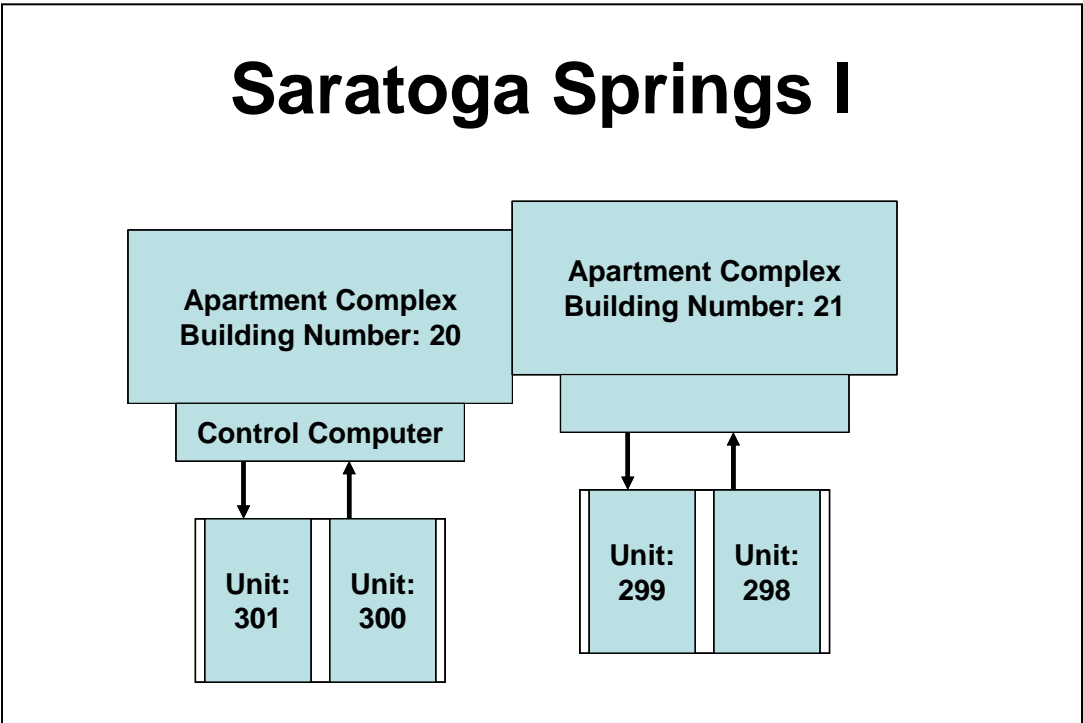 Saratoga Springs I
Apartment Complex
Building Number: 20
Apartment Complex
Building Number: 21
Control Computer
Unit:
301
Unit:
300
Unit:
299
Unit:
298